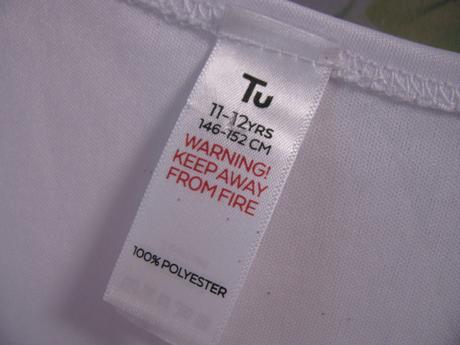 Tu
11-12YRS
146-152 CM
WARNING!
KEEP AWAY
FROM FIRE
100% POLYESTER